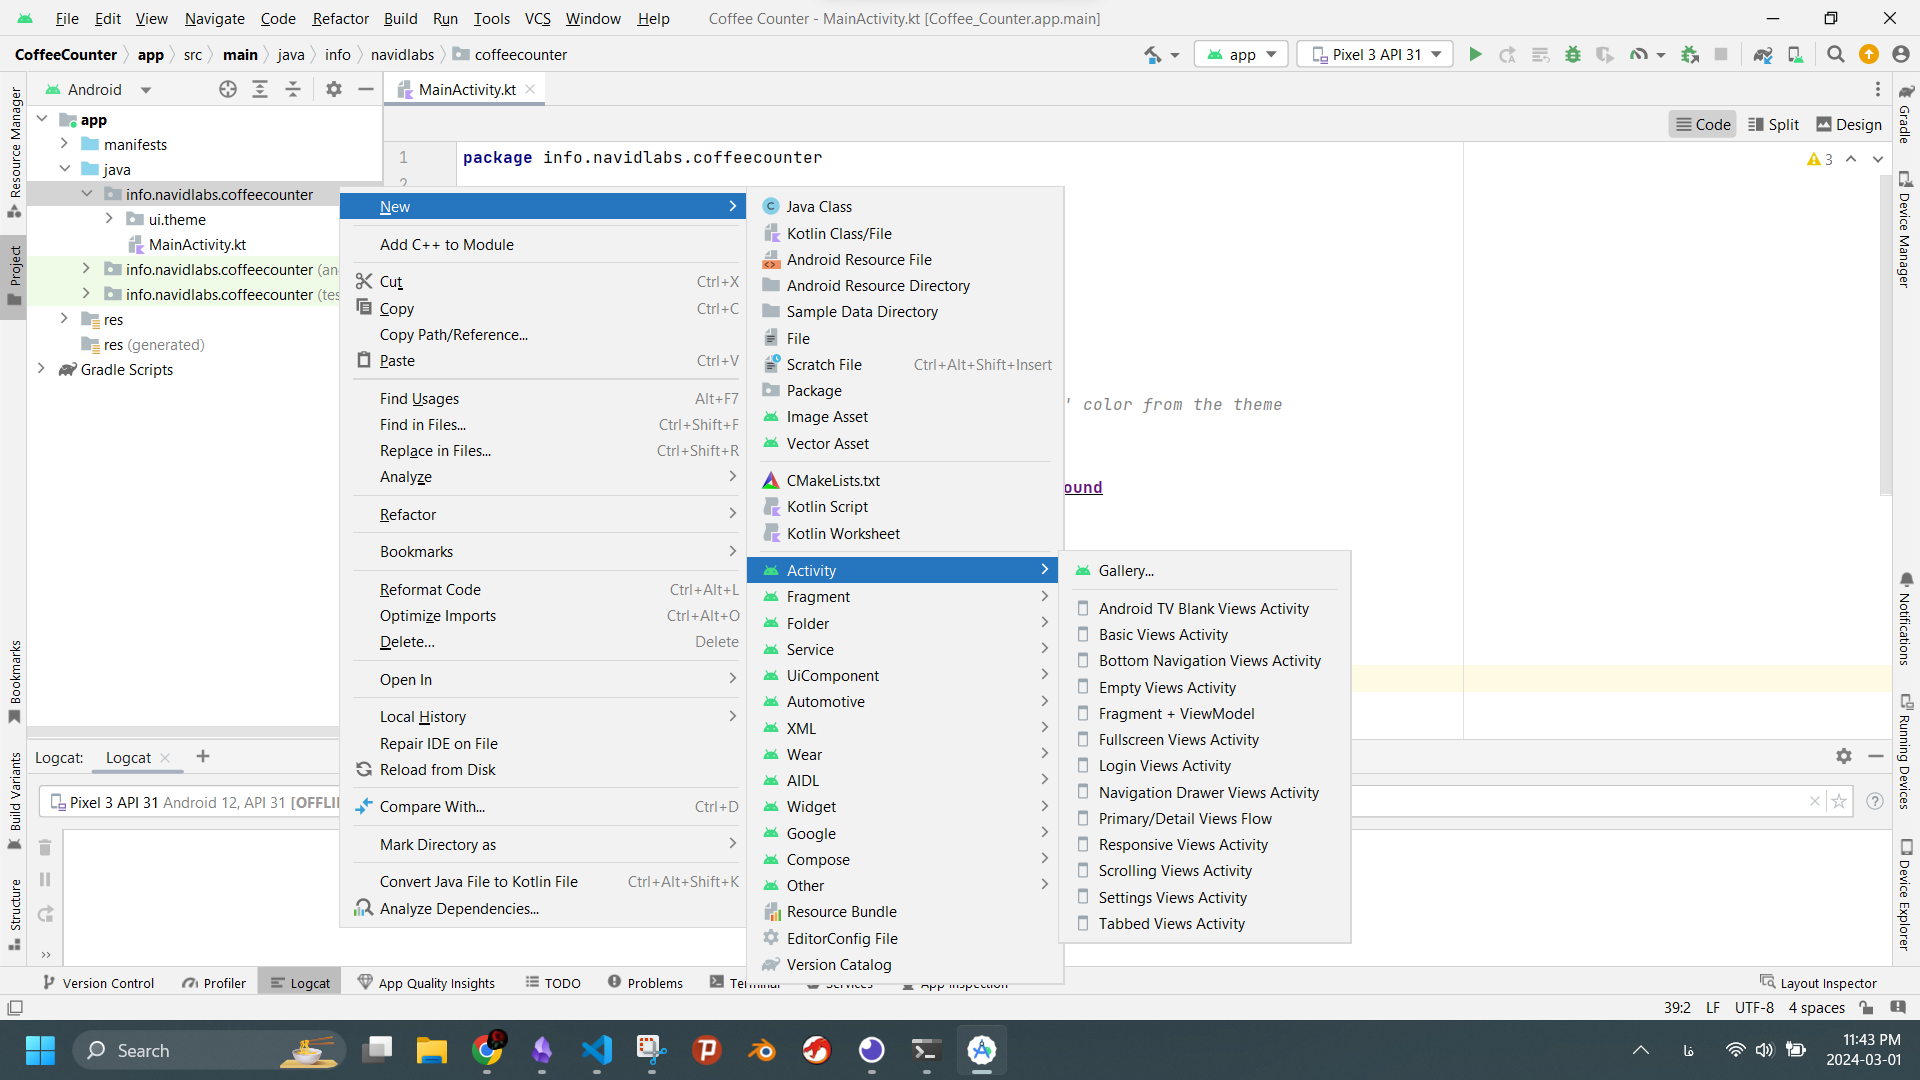 File Edit View Navigate Code Refactor Build Run Tools VCS Window Help Coffee Counter - MainActivity.kt [Coffee_Counter.app.main]
CoffeeCounter app src main java info navidlabs coffeecounter app Pixel 3 API 31
Android
MainActivity.kt
Code Split Design
Resource Manager
Project
Bookmarks
Build Variants
Structure
app
manifests
java
info.navidlabs.coffeecounter
ui.theme
MainActivity.kt
info.navidlabs.coffeecounter (an
info.navidlabs.coffeecounter (tes
res
res (generated)
Gradle Scripts
1 package info.navidlabs.coffeecounter
2
3
' color from the theme
ound
New
Add C++ to Module
Cut Ctrl+X
Copy Ctrl+C
Copy Path/Reference...
Paste Ctrl+V
Find Usages Alt+F7
Find in Files... Ctrl+Shift+F
Replace in Files... Ctrl+Shift+R
Analyze
Refactor
Bookmarks
Reformat Code Ctrl+Alt+L
Optimize Imports Ctrl+Alt+O
Delete... Delete
Open In
Local History
Repair IDE on File
Reload from Disk
Compare With... Ctrl+D
Mark Directory as
Convert Java File to Kotlin File Ctrl+Alt+Shift+K
Analyze Dependencies...
Java Class
Kotlin Class/File
Android Resource File
Android Resource Directory
Sample Data Directory
File
Scratch File Ctrl+Alt+Shift+Insert
Package
Image Asset
Vector Asset
CMakeLists.txt
Kotlin Script
Kotlin Worksheet
Activity
Fragment
Folder
Service
UiComponent
Automotive
XML
Wear
AIDL
Widget
Google
Compose
Other
Resource Bundle
EditorConfig File
Version Catalog
Gallery...
Android TV Blank Views Activity
Basic Views Activity
Bottom Navigation Views Activity
Empty Views Activity
Fragment + ViewModel
Fullscreen Views Activity
Login Views Activity
Navigation Drawer Views Activity
Primary/Detail Views Flow
Responsive Views Activity
Scrolling Views Activity
Settings Views Activity
Tabbed Views Activity
Gradle
Device Manager
Notifications
Running Devices
Device Explorer
Logcat: Logcat
Pixel 3 API 31 Android 12, API 31 [OFFLI
Version Control Profiler Logcat App Quality Insights TODO Problems Terminal Services App Inspection Layout Inspector
39:2 LF UTF-8 4 spaces
Search
فا
11:43 PM
2024-03-01